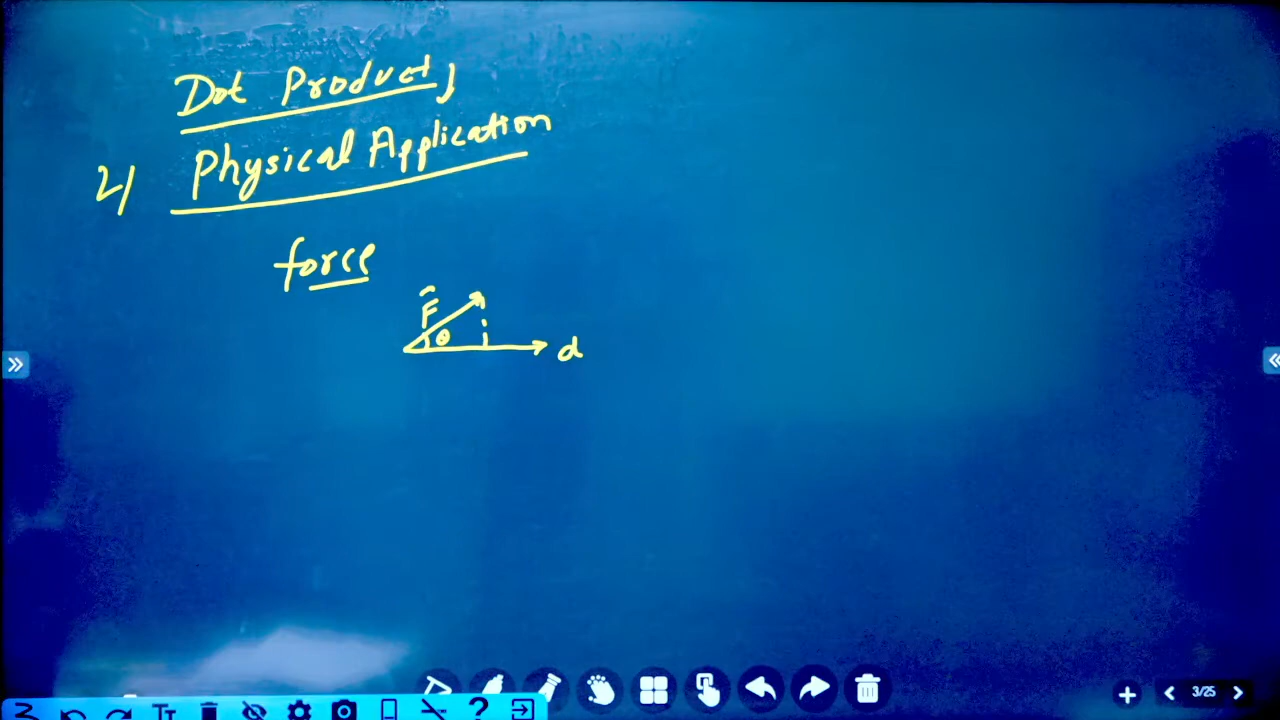 Dot Product,
2) Physical Application
force
F
θ
d
3/25